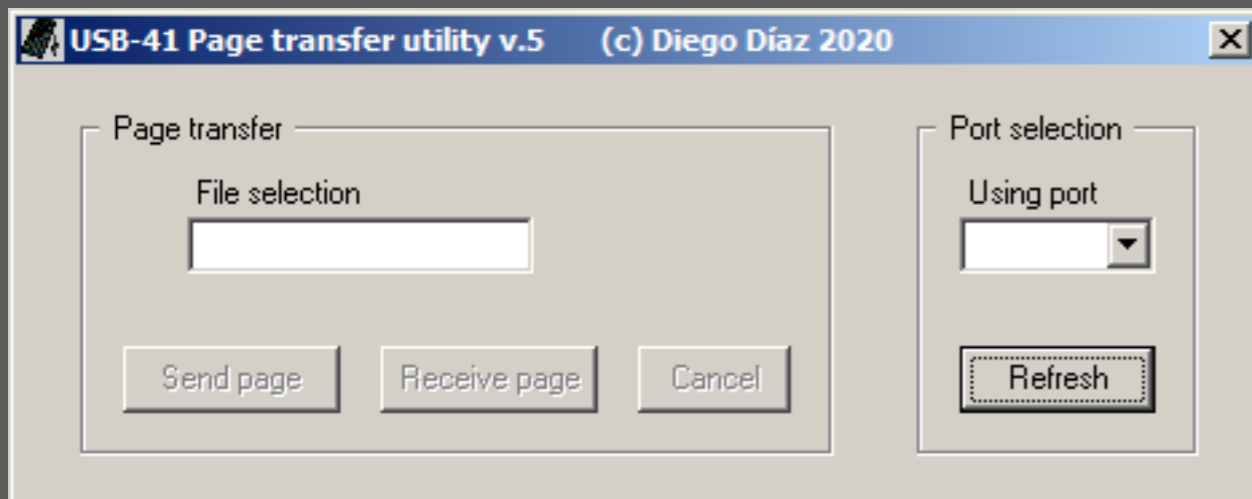 USB-41 Page transfer utility v.5 (c) Diego Díaz 2020
Page transfer
File selection
Send page
Receive page
Cancel
Port selection
Using port
Refresh